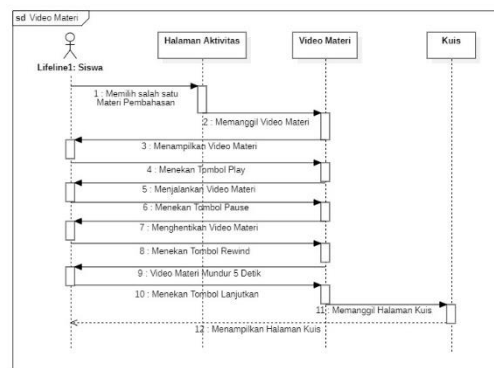 sd Video Materi
Halaman Aktivitas
Video Materi
Kuis
Lifeline1: Siswa
1 : Memilih salah satu
Materi Pembahasan
2 : Memanggil Video Materi
3 : Menampilkan Video Materi
4 : Menekan Tombol Play
5 : Menjalankan Video Materi
6 : Menekan Tombol Pause
7 : Menghentikan Video Materi
8 : Menekan Tombol Rewind
9 : Video Materi Mundur 5 Detik
10 : Menekan Tombol Lanjutkan
11 : Memanggil Halaman Kuis
12 : Menampilkan Halaman Kuis